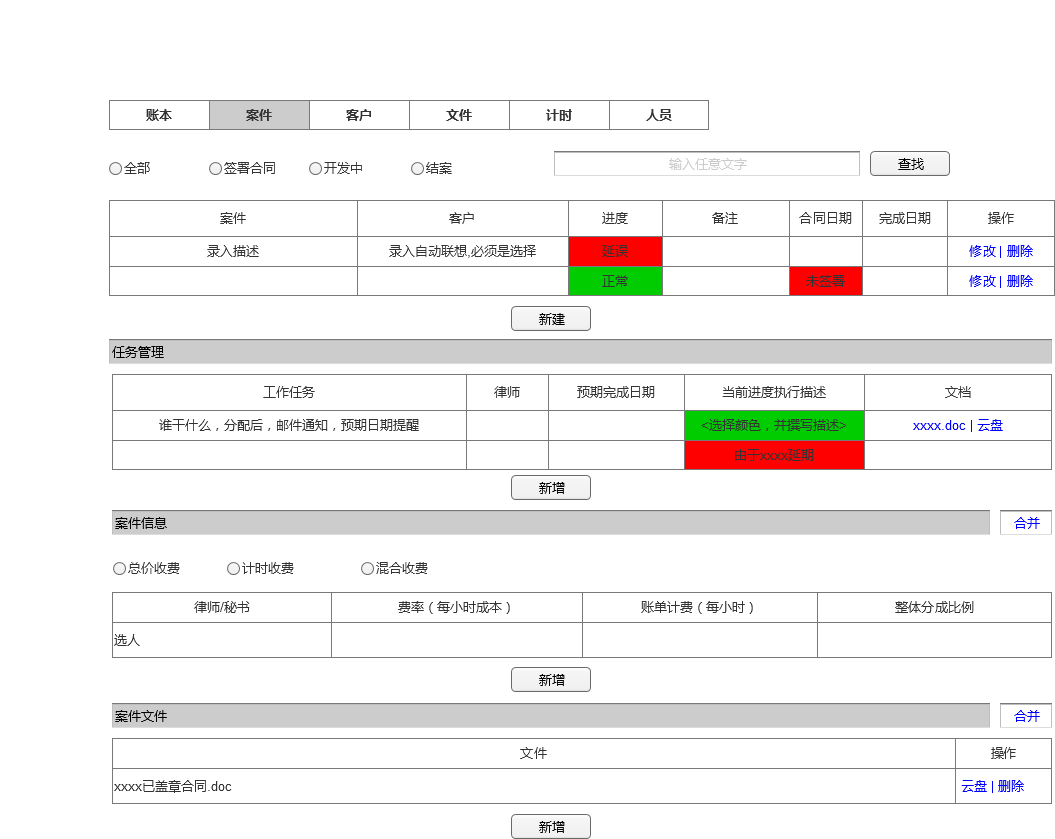 账本 案件 客户 文件 计时 人员
全部 签署合同 开发中 结案 输入任意文字 查找
案件 客户 进度 备注 合同日期 完成日期 操作
录入描述 录入自动联想,必须是选择 延误 修改 | 删除
正常 未签署 修改 | 删除
新建
任务管理
工作任务 律师 预期完成日期 当前进度执行描述 文档
谁干什么，分配后，邮件通知，预期日期提醒 <选择颜色，并撰写描述> xxxx.doc | 云盘
由于xxxx延期
新增
案件信息 合并
总价收费 计时收费 混合收费
律师/秘书 费率（每小时成本） 账单计费（每小时） 整体分成比例
选人
新增
案件文件 合并
文件 操作
xxxx已盖章合同.doc 云盘 | 删除
新增